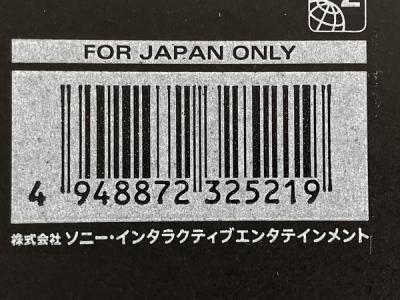 2
FOR JAPAN ONLY
4 948872 325219
株式会社 ソニー・インタラクティブエンタテインメント